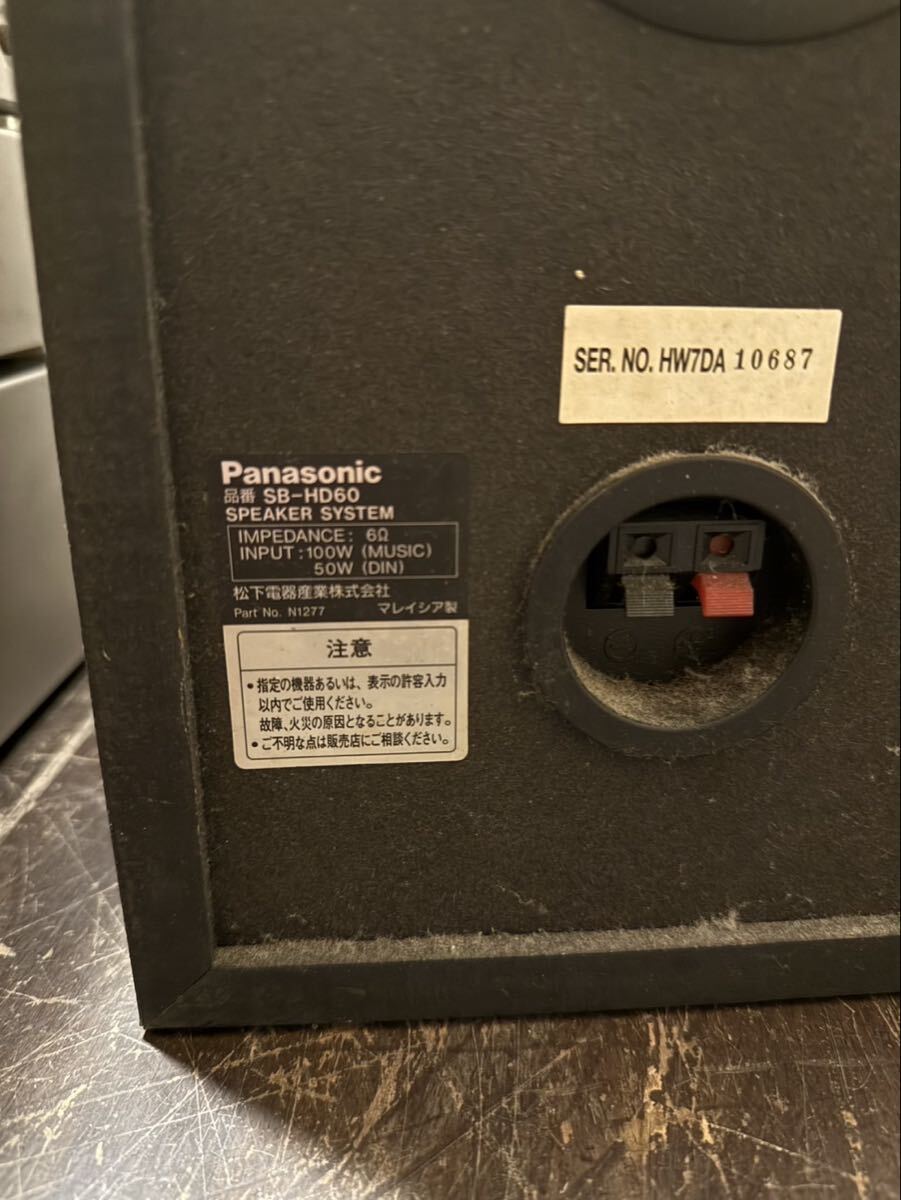 SER. NO. HW7DA 10687
Panasonic
品番 SB-HD60
SPEAKER SYSTEM
IMPEDANCE: 6Ω
INPUT: 100W (MUSIC)
50W (DIN)
松下電器産業株式会社
Part No. N1277 マレイシア製
注意
•指定の機器あるいは、表示の許容入力
以内でご使用ください。
故障、火災の原因となることがあります。
•ご不明な点は販売店にご相談ください。